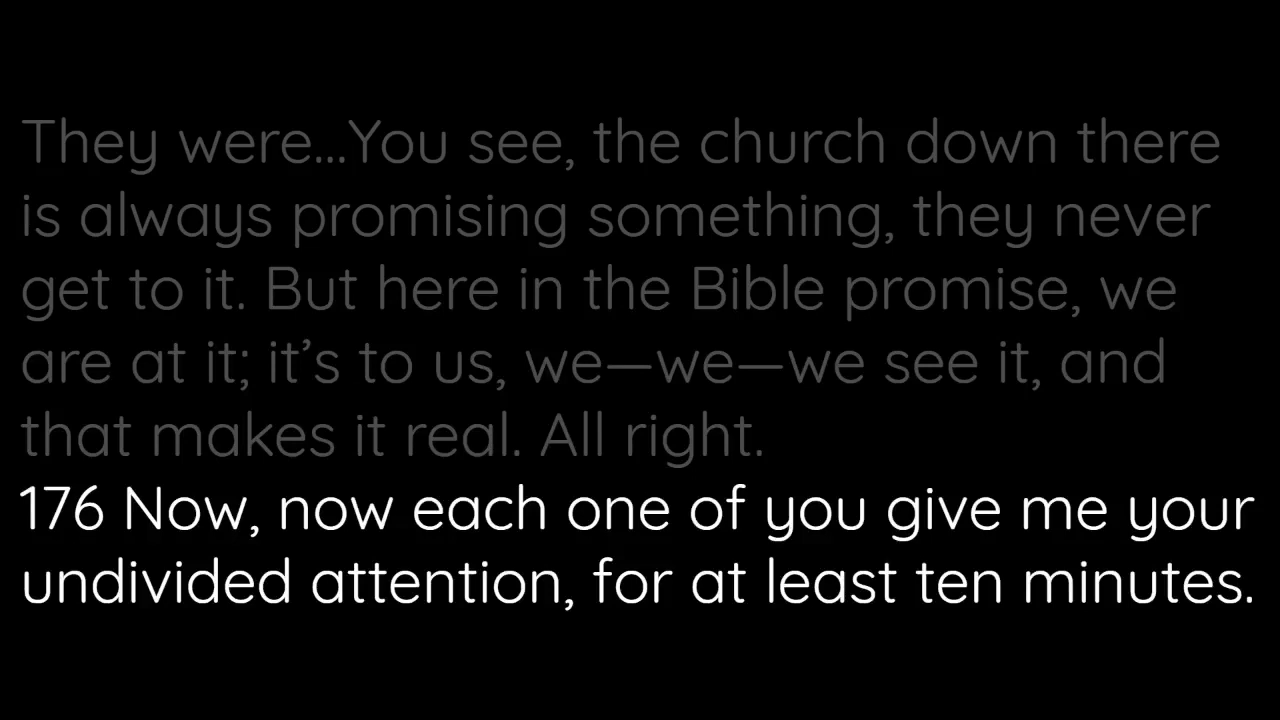 They were...You see, the church down there
is always promising something, they never
get to it. But here in the Bible promise, we
are at it; it’s to us, we—we—we see it, and
that makes it real. All right.
176 Now, now each one of you give me your
undivided attention, for at least ten minutes.